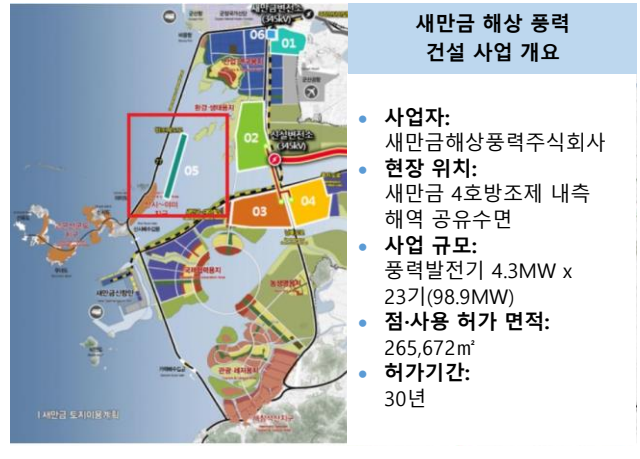 새만금변전소
(345kV)
06
01
02
신설변전소
(345kV)
05
04
03
국제협력용지
농생명용지
새만금신항만
관광·레저용지
| 새만금 토지이용계획
새만금 해상 풍력
건설 사업 개요
• 사업자:
새만금해상풍력주식회사
• 현장 위치:
새만금 4호방조제 내측
해역 공유수면
• 사업 규모:
풍력발전기 4.3MW x
23기(98.9MW)
• 점·사용 허가 면적:
265,672㎡
• 허가기간:
30년